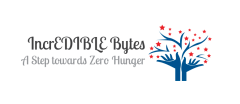 IncrEDIBLE Bytes
A Step towards Zero Hunger